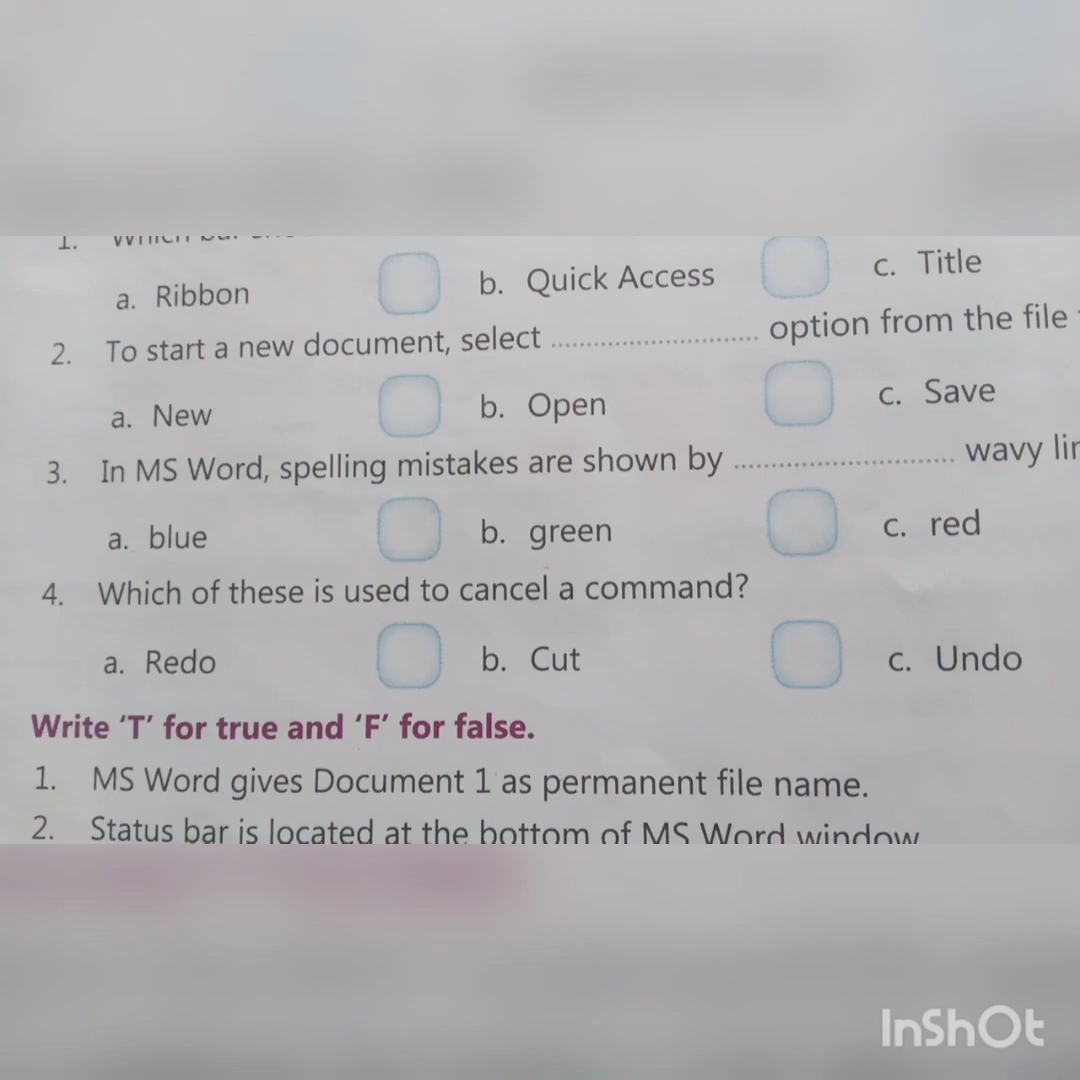 1.
a. Ribbon b. Quick Access c. Title
2. To start a new document, select ............................ option from the file
a. New b. Open c. Save
3. In MS Word, spelling mistakes are shown by ............................ wavy
a. blue b. green c. red
4. Which of these is used to cancel a command?
a. Redo b. Cut c. Undo
Write ‘T’ for true and ‘F’ for false.
1. MS Word gives Document 1 as permanent file name.
2. Status bar is located at the bottom of MS Word window
InShOt